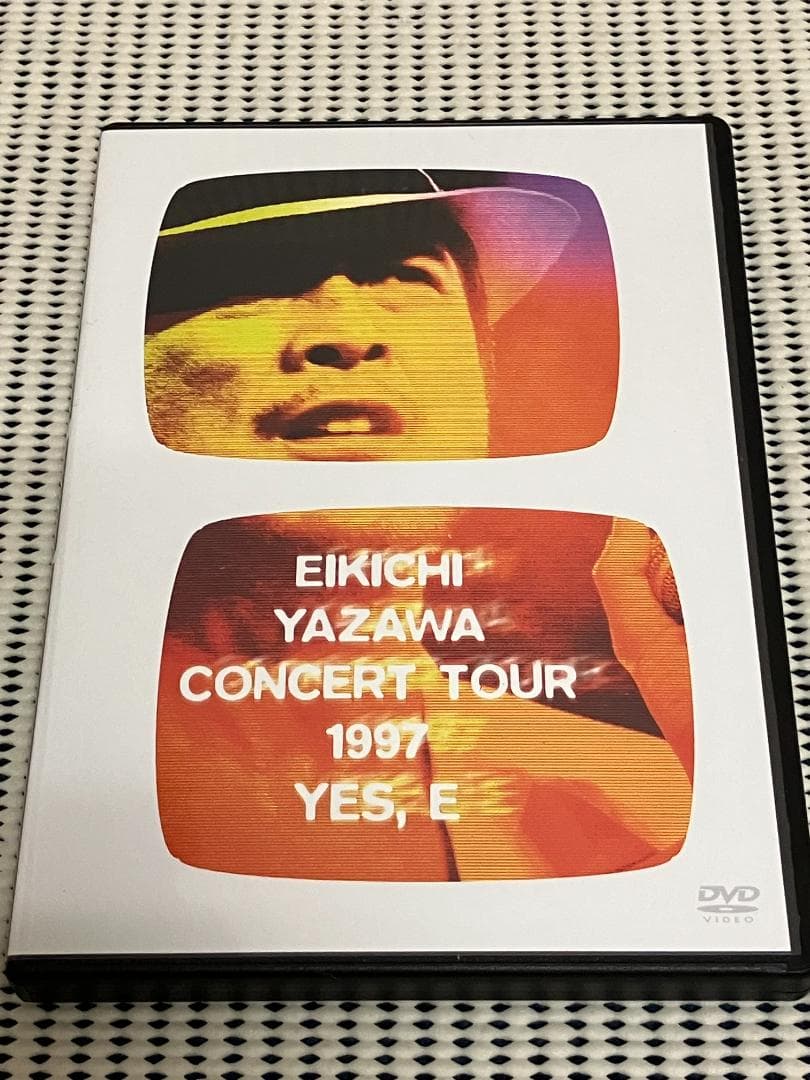 EIKICHI
YAZAWA
CONCERT TOUR
1997
YES, E
DVD
VIDEO